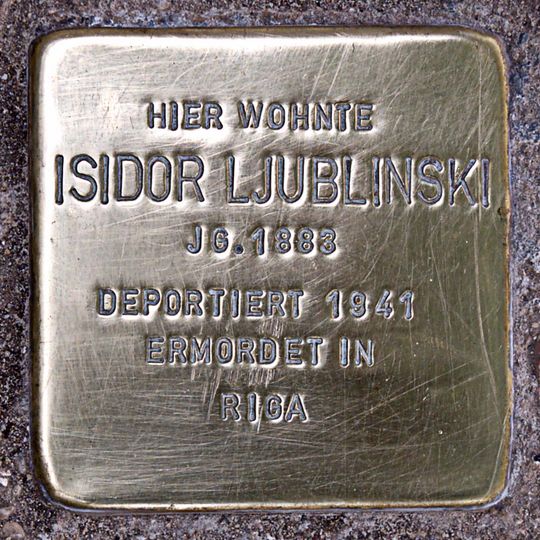 HIER WOHNTE
ISIDOR LJUBLINSKI
JG.1883
DEPORTIERT 1941
ERMORDET IN
RIGA